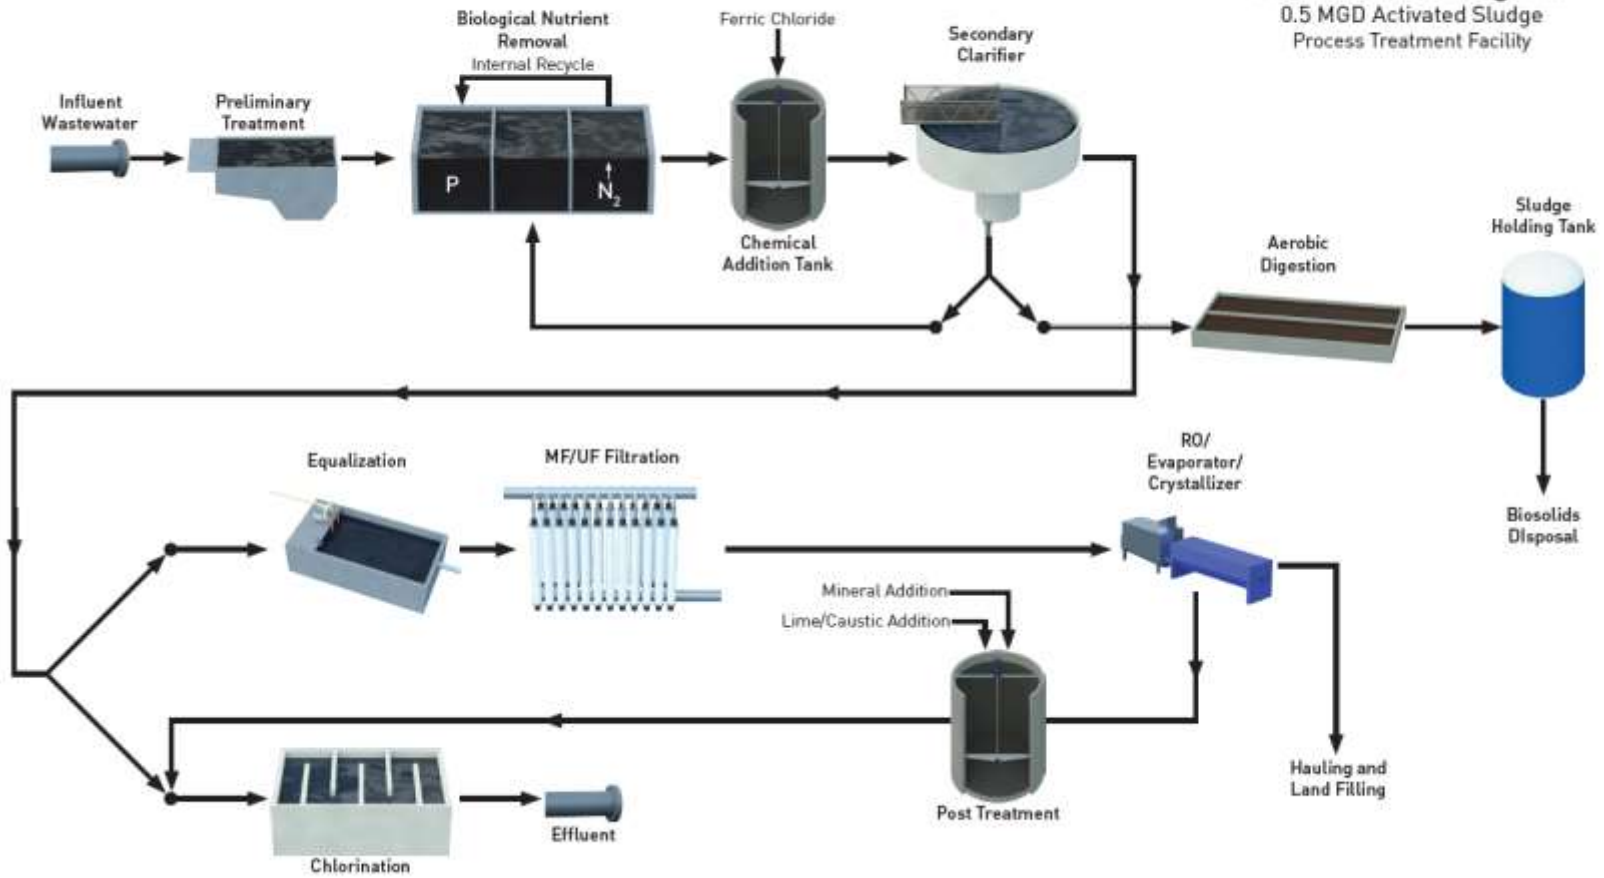 0.5 MGD Activated Sludge
Process Treatment Facility
Biological Nutrient
Removal
Internal Recycle
Ferric Chloride
Secondary
Clarifier
Influent
Wastewater
Preliminary
Treatment
P
N2
Chemical
Addition Tank
Aerobic
Digestion
Sludge
Holding Tank
Biosolids
DIsposal
Equalization
MF/UF Filtration
RO/
Evaporator/
Crystallizer
Mineral Addition
Lime/Caustic Addition
Post Treatment
Hauling and
Land Filling
Chlorination
Effluent